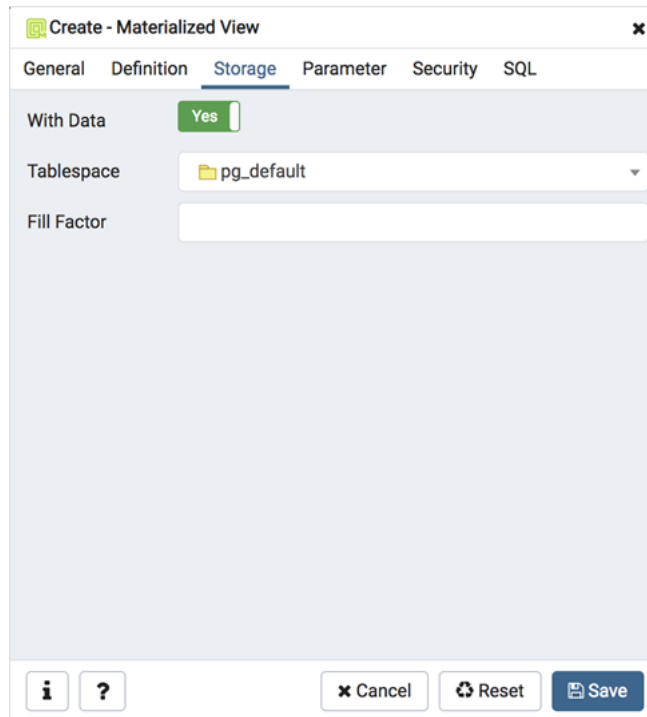 Create - Materialized View
General Definition Storage Parameter Security SQL
With Data Yes
Tablespace pg_default
Fill Factor
i ? Cancel Reset Save